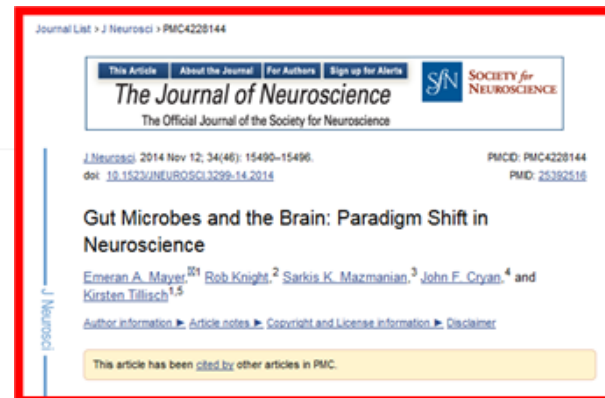 Journal List > J Neurosci > PMC4228144
This Article About the Journal For Authors Sign up for Alerts
The Journal of Neuroscience
The Official Journal of the Society for Neuroscience
SfN SOCIETY for
NEUROSCIENCE
J Neurosci. 2014 Nov 12; 34(46): 15490–15496.
PMCID: PMC4228144
doi: 10.1523/JNEUROSCI.3299-14.2014
PMID: 25392516
Gut Microbes and the Brain: Paradigm Shift in
Neuroscience
Emeran A. Mayer,✉1 Rob Knight,2 Sarkis K. Mazmanian,3 John F. Cryan,4 and
Kirsten Tillisch1,5
Author information ► Article notes ► Copyright and License information ► Disclaimer
This article has been cited by other articles in PMC.
J Neurosci